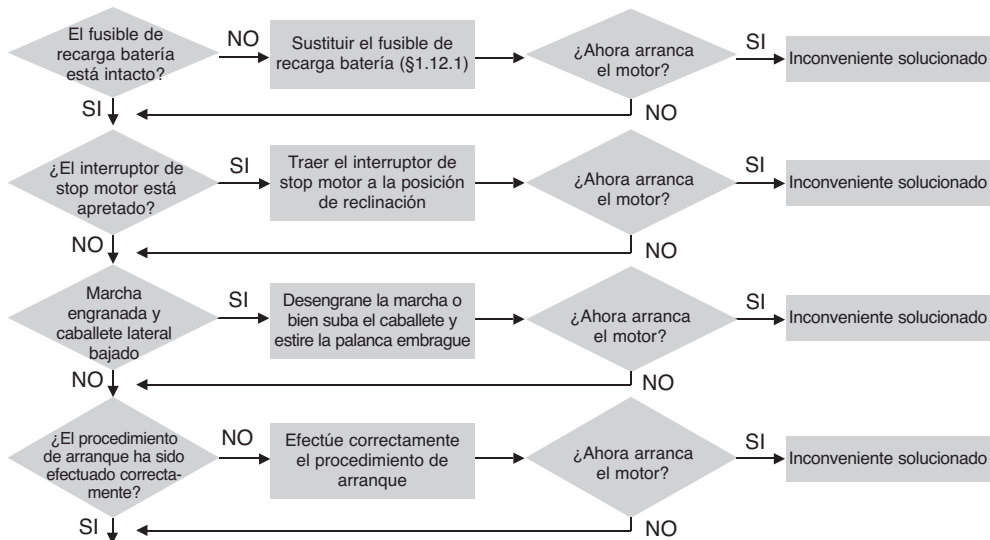 El fusible de
recarga batería
está intacto?
NO
Sustituir el fusible de
recarga batería (§1.12.1)
¿Ahora arranca
el motor?
SI
Inconveniente solucionado
SI
NO
¿El interruptor de
stop motor está
apretado?
SI
Traer el interruptor de
stop motor a la posición
de reclinación
¿Ahora arranca
el motor?
SI
Inconveniente solucionado
NO
NO
Marcha
engranada y
caballete lateral
bajado
SI
Desengrane la marcha o
bien suba el caballete y
estire la palanca embrague
¿Ahora arranca
el motor?
SI
Inconveniente solucionado
NO
NO
¿El procedimiento
de arranque ha sido
efectuado correcta-
mente?
NO
Efectúe correctamente
el procedimiento de
arranque
¿Ahora arranca
el motor?
SI
Inconveniente solucionado
SI
NO